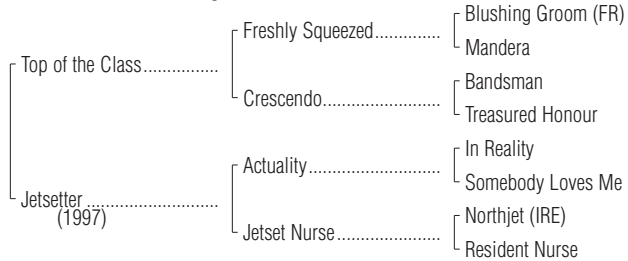 Blushing Groom (FR)
Freshly Squeezed..............
Mandera
Top of the Class................
Bandsman
Crescendo.........................
Treasured Honour
In Reality
Actuality............................
Somebody Loves Me
Jetsetter ............................
(1997)
Northjet (IRE)
Jetset Nurse......................
Resident Nurse